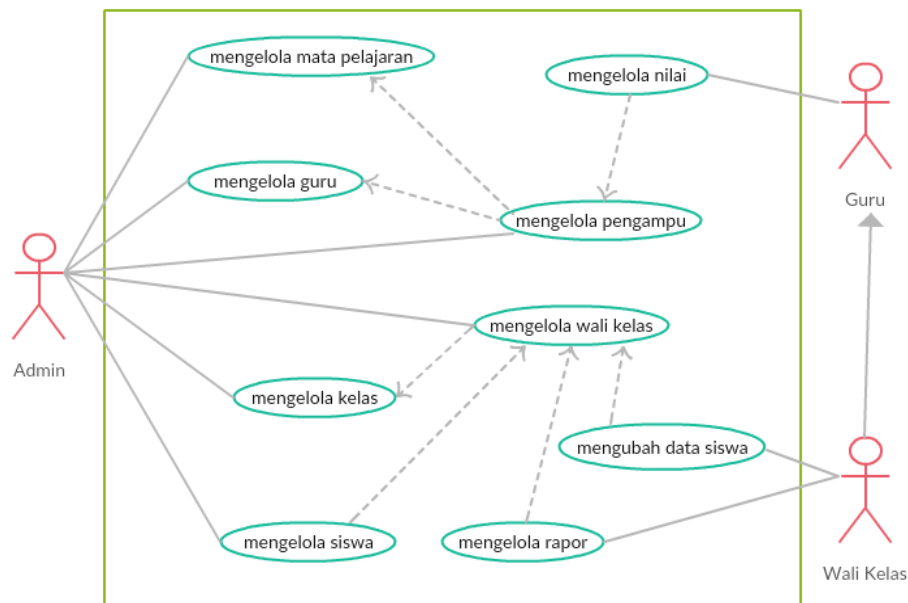 mengelola mata pelajaran
mengelola nilai
mengelola guru
mengelola pengampu
Guru
mengelola wali kelas
Admin
mengelola kelas
mengubah data siswa
mengelola siswa
mengelola rapor
Wali Kelas